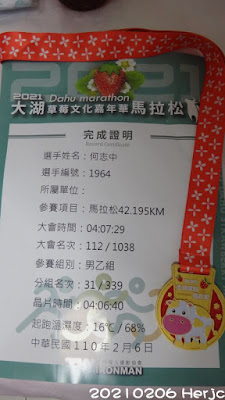 2021
Dahu marathon
大湖草莓文化嘉年華馬拉松
完成證明
Record Certificate
選手姓名：何志中
選手編號：1964
所屬單位：
參賽項目：馬拉松42.195KM
大會時間：04:07:29
大會名次：112 / 1038
參賽組別：男乙組
分組名次：31 / 339
晶片時間：04:06:40
起跑溫濕度：16℃ / 68%
中華民國 110 年 2 月 6 日
IRONMAN
20210206 Herjc